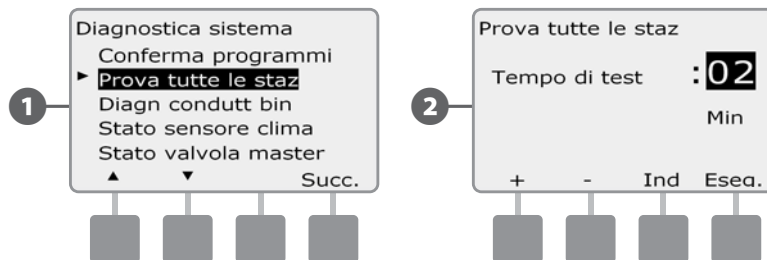 1
Diagnostica sistema
Conferma programmi
Prova tutte le staz
Diagn condutt bin
Stato sensore clima
Stato valvola master
Succ.
2
Prova tutte le staz
Tempo di test :02
Min
+ - Ind Eseg.